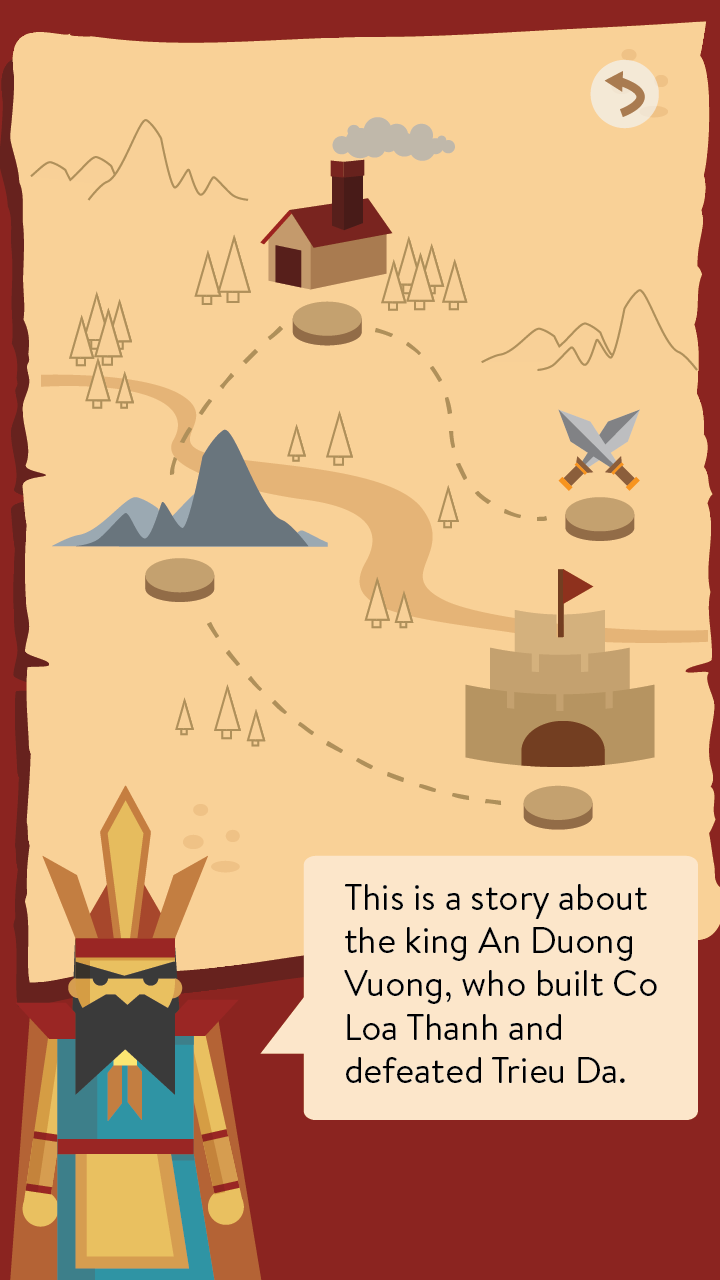 This is a story about
the king An Duong
Vuong, who built Co
Loa Thanh and
defeated Trieu Da.